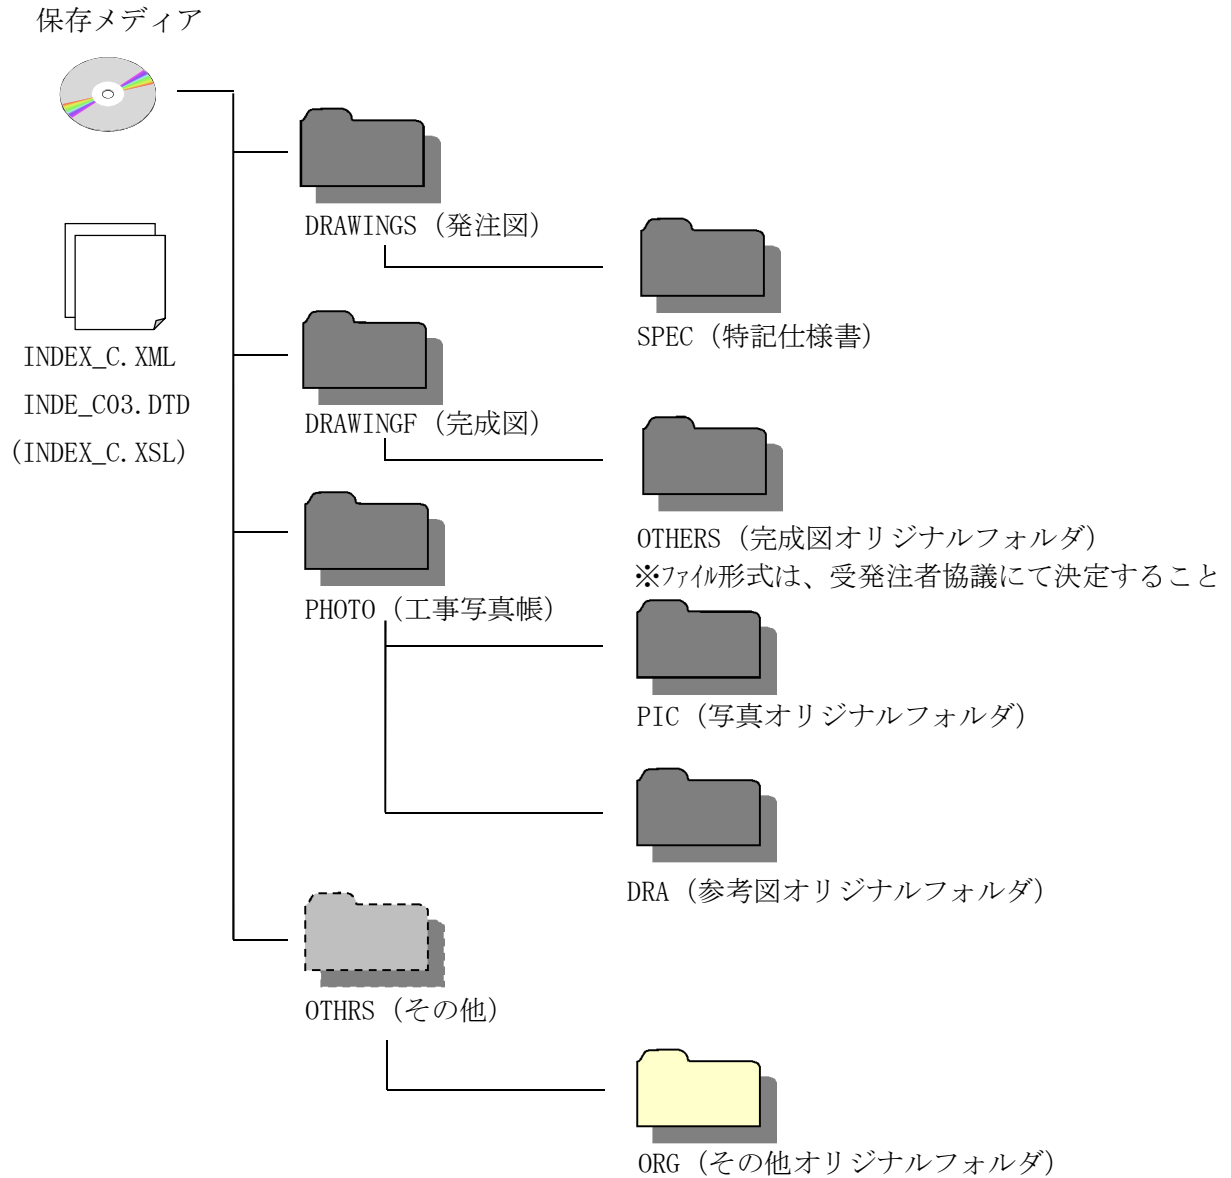 保存メディア
DRAWINGS（発注図）
SPEC（特記仕様書）
INDEX_C.XML
INDE_C03.DTD
(INDEX_C.XSL)
DRAWINGF（完成図）
OTHERS（完成図オリジナルフォルダ）
※ﾌｧｲﾙ形式は、受発注者協議にて決定すること
PHOTO（工事写真帳）
PIC（写真オリジナルフォルダ）
DRA（参考図オリジナルフォルダ）
OTHRS（その他）
ORG（その他オリジナルフォルダ）